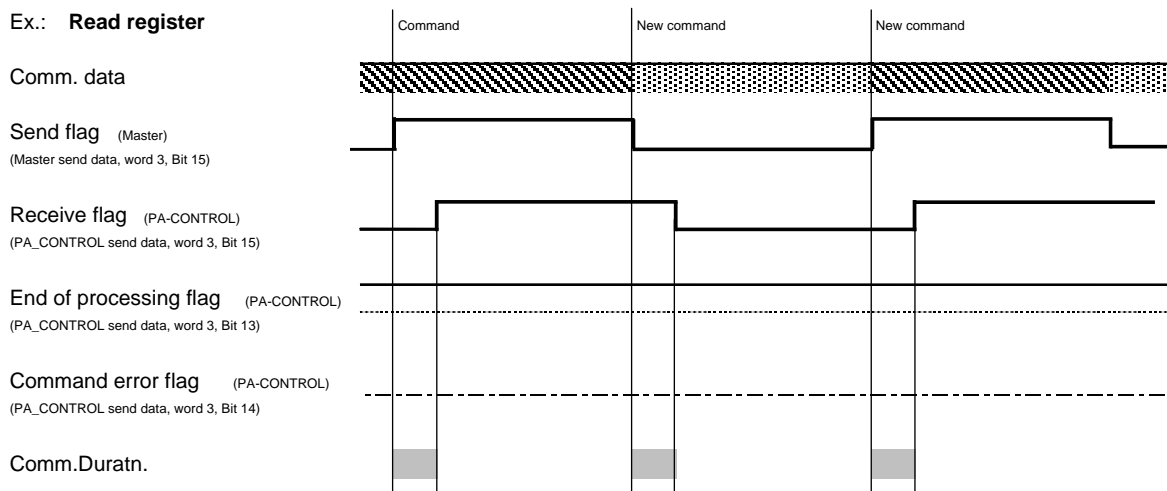 Ex.: Read register
Command
New command
New command
Comm. data
Send flag (Master)
(Master send data, word 3, Bit 15)
Receive flag (PA-CONTROL)
(PA_CONTROL send data, word 3, Bit 15)
End of processing flag (PA-CONTROL)
(PA_CONTROL send data, word 3, Bit 13)
Command error flag (PA-CONTROL)
(PA_CONTROL send data, word 3, Bit 14)
Comm.Duratn.